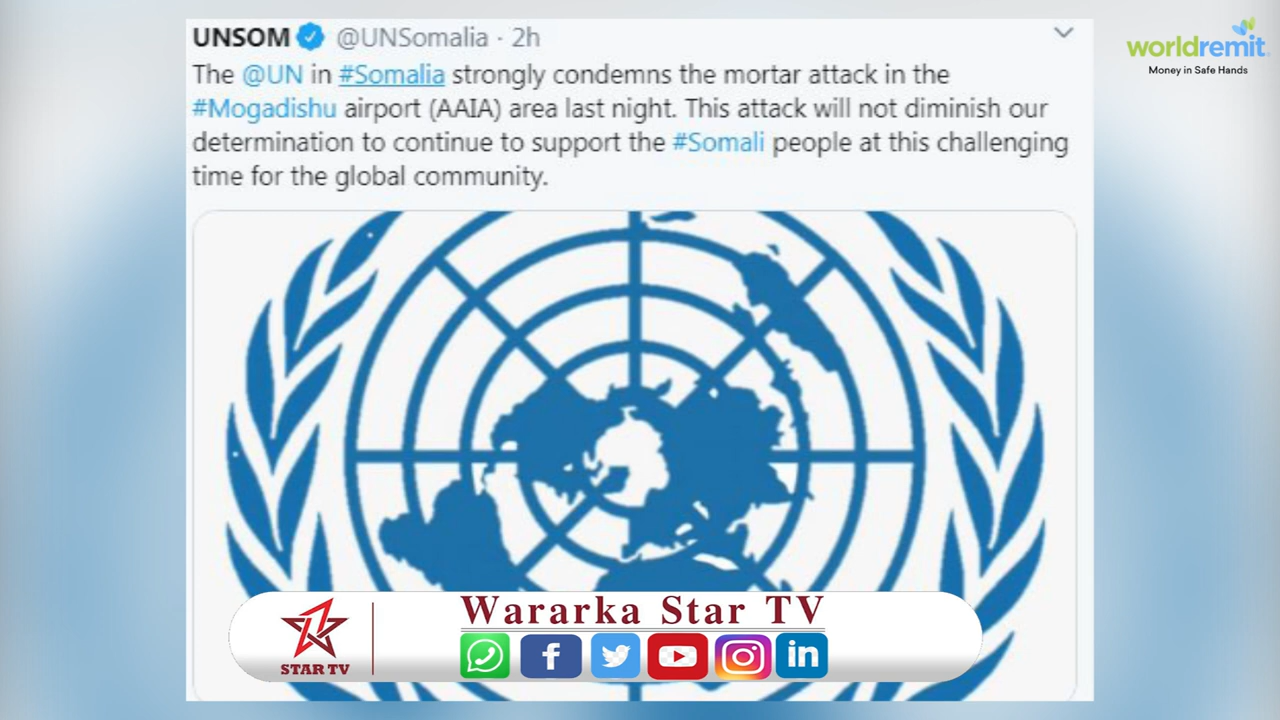 UNSOM @UNSomalia · 2h
The @UN in #Somalia strongly condemns the mortar attack in the
#Mogadishu airport (AAIA) area last night. This attack will not diminish our
determination to continue to support the #Somali people at this challenging
time for the global community.
worldremit
Money in Safe Hands
Wararka Star TV
STAR TV